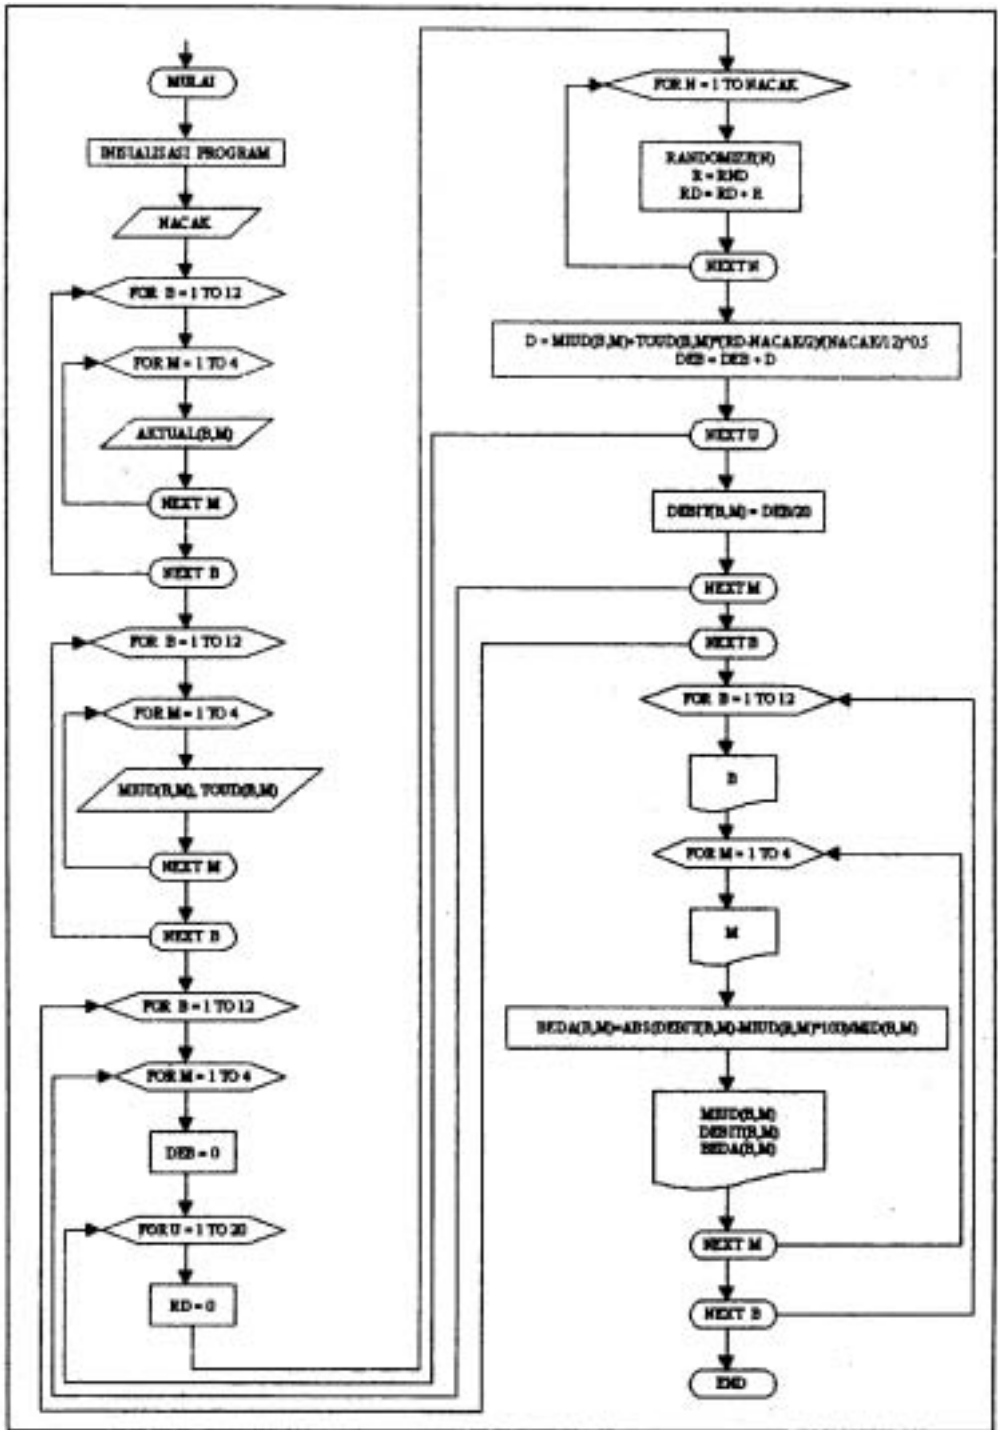 MULAI
INISIALISASI PROGRAM
NACAK
FOR B = 1 TO 12
FOR M = 1 TO 4
AKTUAL(B,M)
NEXT M
NEXT B
FOR B = 1 TO 12
FOR M = 1 TO 4
MIUD(B,M), TOUD(B,M)
NEXT M
NEXT B
FOR B = 1 TO 12
FOR M = 1 TO 4
DEB = 0
FOR U = 1 TO 20
RD = 0
FOR N = 1 TO NACAK
RANDOMIZE(N)
R = RND
RD = RD + R
NEXT N
D = MIUD(B,M)+TOUD(B,M)*(RD-NACAK/2)/(NACAK/12)^0.5
DEB = DEB + D
NEXT U
DEBIT(B,M) = DEB/20
NEXT M
NEXT B
FOR B = 1 TO 12
B
FOR M = 1 TO 4
M
BEDA(B,M)=ABS(DEBIT(B,M)-MIUD(B,M)*100)/MID(B,M)
MIUD(B,M)
DEBIT(B,M)
BEDA(B,M)
NEXT M
NEXT B
END